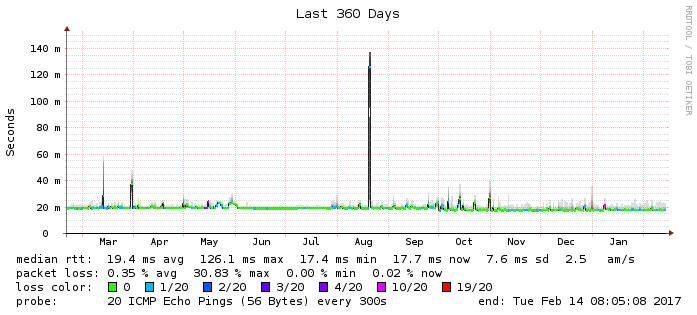 Last 360 Days
RRDTOOL / TOBI OETIKER
Seconds
140 m
120 m
100 m
80 m
60 m
40 m
20 m
0
Mar Apr May Jun Jul Aug Sep Oct Nov Dec Jan
median rtt: 19.4 ms avg 126.1 ms max 17.4 ms min 17.7 ms now 7.6 ms sd 2.5 am/s
packet loss: 0.35 % avg 30.83 % max 0.00 % min 0.02 % now
loss color: 0 1/20 2/20 3/20 4/20 10/20 19/20
probe: 20 ICMP Echo Pings (56 Bytes) every 300s end: Tue Feb 14 08:05:08 2017